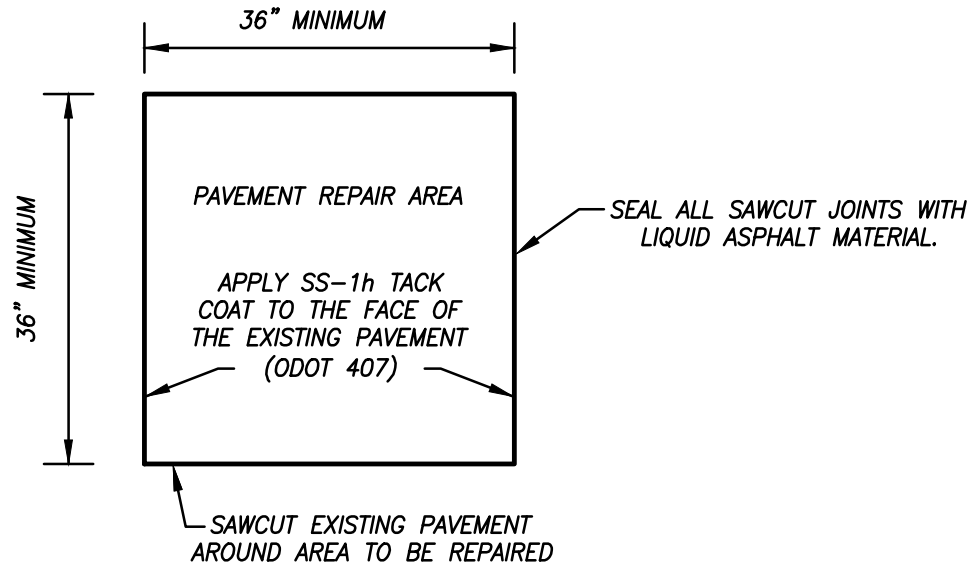 36” MINIMUM
36” MINIMUM
PAVEMENT REPAIR AREA
APPLY SS-1h TACK
COAT TO THE FACE OF
THE EXISTING PAVEMENT
(ODOT 407)
SEAL ALL SAWCUT JOINTS WITH
LIQUID ASPHALT MATERIAL.
SAWCUT EXISTING PAVEMENT
AROUND AREA TO BE REPAIRED